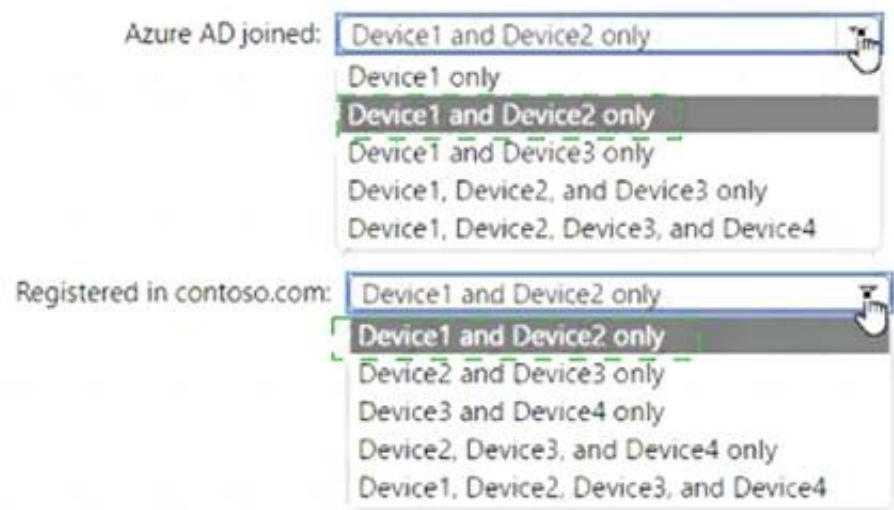 Azure AD joined: Device1 and Device2 only
Device1 only
Device1 and Device2 only
Device1 and Device3 only
Device1, Device2, and Device3 only
Device1, Device2, Device3, and Device4
Registered in contoso.com: Device1 and Device2 only
Device1 and Device2 only
Device2 and Device3 only
Device3 and Device4 only
Device2, Device3, and Device4 only
Device1, Device2, Device3, and Device4